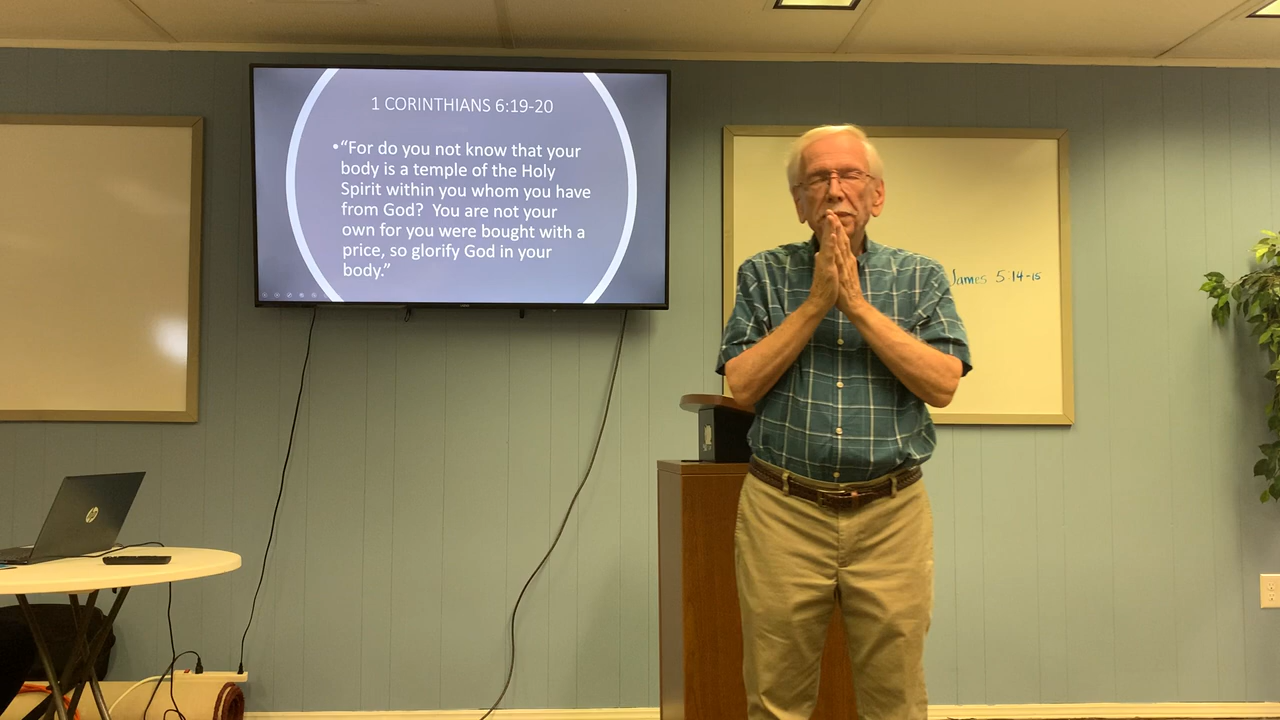 1 CORINTHIANS 6:19-20
•“For do you not know that your
body is a temple of the Holy
Spirit within you whom you have
from God?  You are not your
own for you were bought with a
price, so glorify God in your
body.”
James 5:14-15
hp